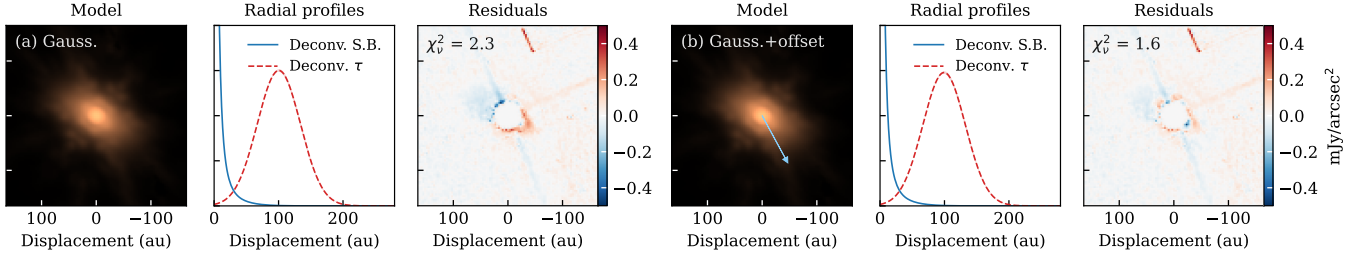 Model
Radial profiles
Residuals
Model
Radial profiles
Residuals
(a) Gauss.
Deconv. S.B.
Deconv. τ
χ²ᵥ = 2.3
0.4
0.2
0.0
−0.2
−0.4
(b) Gauss.+offset
Deconv. S.B.
Deconv. τ
χ²ᵥ = 1.6
0.4
0.2
0.0
−0.2
−0.4
mJy/arcsec²
100 0 −100
0 100 200
100 0 −100
100 0 −100
0 100 200
100 0 −100
Displacement (au)
Displacement (au)
Displacement (au)
Displacement (au)
Displacement (au)
Displacement (au)